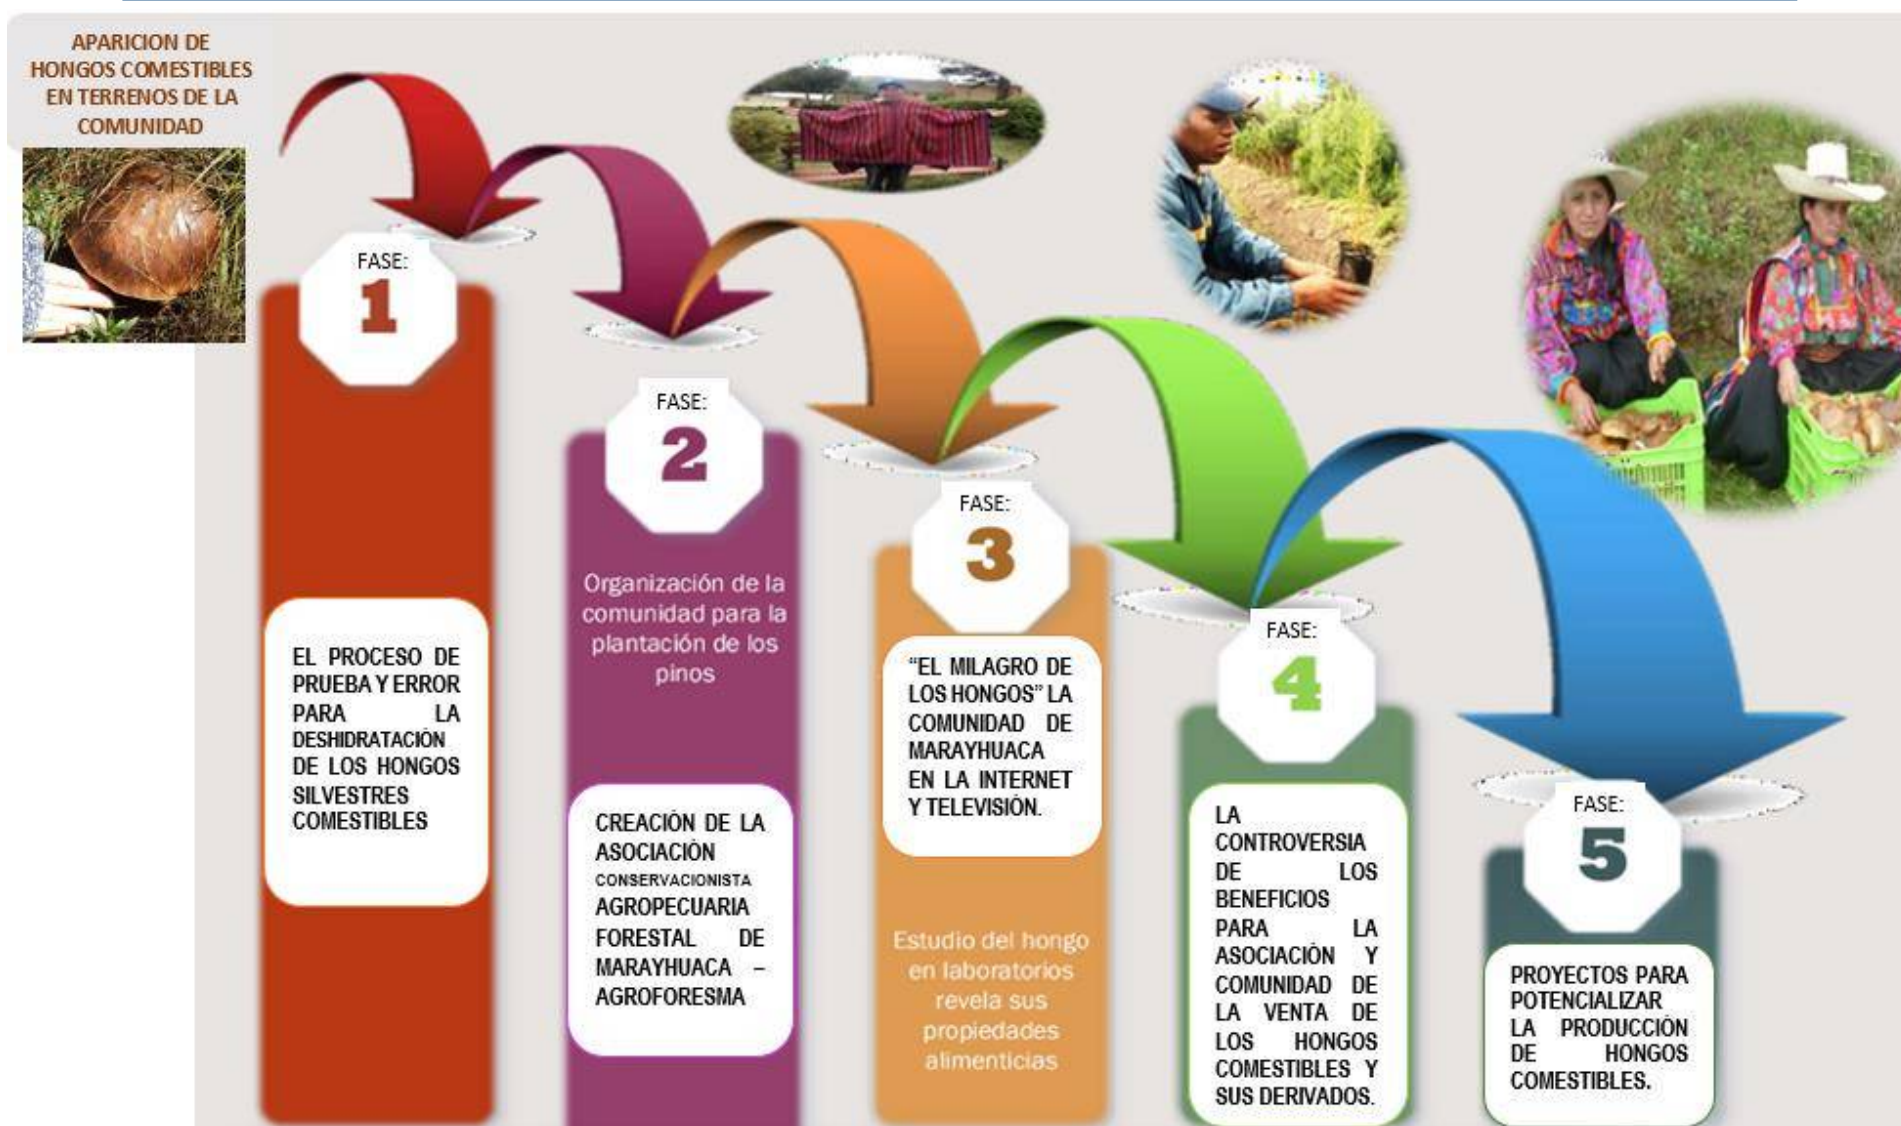 APARICION DE
HONGOS COMESTIBLES
EN TERRENOS DE LA
COMUNIDAD
FASE:
1
EL PROCESO DE
PRUEBA Y ERROR
PARA LA
DESHIDRATACIÓN
DE LOS HONGOS
SILVESTRES
COMESTIBLES
FASE:
2
Organización de la
comunidad para la
plantación de los
pinos
CREACIÓN DE LA
ASOCIACIÓN
CONSERVACIONISTA
AGROPECUARIA
FORESTAL DE
MARAYHUACA –
AGROFORESMA
FASE:
3
“EL MILAGRO DE
LOS HONGOS” LA
COMUNIDAD DE
MARAYHUACA
EN LA INTERNET
Y TELEVISIÓN.
Estudio del hongo
en laboratorios
revela sus
propiedades
alimenticias
FASE:
4
LA
CONTROVERSIA
DE LOS
BENEFICIOS
PARA LA
ASOCIACIÓN Y
COMUNIDAD DE
LA VENTA DE
LOS HONGOS
COMESTIBLES Y
SUS DERIVADOS.
FASE:
5
PROYECTOS PARA
POTENCIALIZAR
LA PRODUCCIÓN
DE HONGOS
COMESTIBLES.